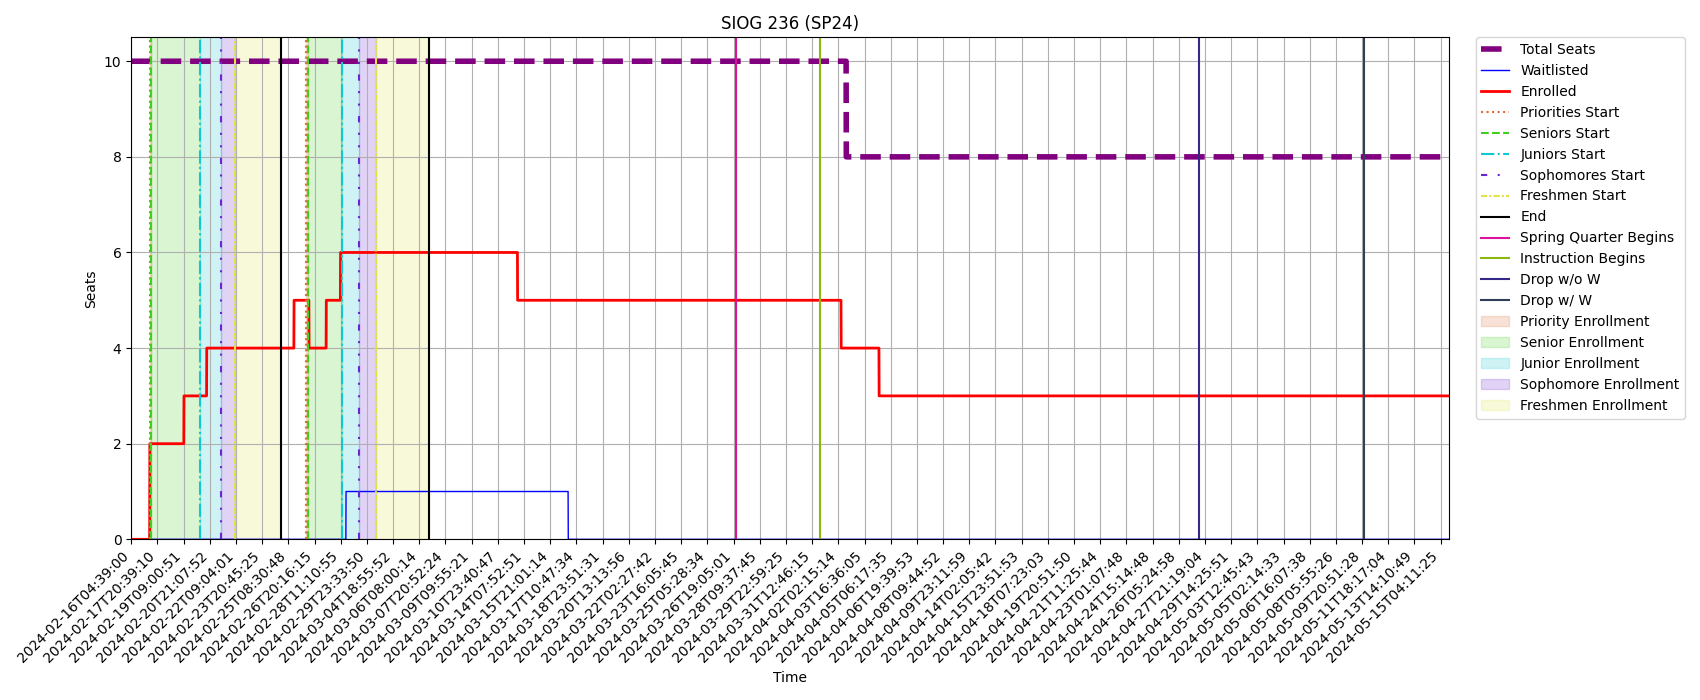 SIOG 236 (SP24)
Seats
10
8
6
4
2
0
2024-02-16T04:39:00
2024-02-17T20:39:10
2024-02-19T09:00:51
2024-02-20T21:07:52
2024-02-22T09:04:01
2024-02-23T20:45:23
2024-02-25T08:30:48
2024-02-26T20:16:15
2024-02-28T11:10:55
2024-02-29T23:33:50
2024-03-04T18:55:52
2024-03-06T08:00:14
2024-03-07T20:52:24
2024-03-09T09:55:21
2024-03-10T23:40:47
2024-03-14T07:52:51
2024-03-15T21:01:14
2024-03-17T10:47:34
2024-03-18T23:51:31
2024-03-20T13:13:56
2024-03-22T02:27:42
2024-03-23T16:05:45
2024-03-25T05:28:34
2024-03-26T19:05:01
2024-03-28T09:37:45
2024-03-29T22:59:25
2024-03-31T12:46:15
2024-04-02T02:15:14
2024-04-03T16:36:05
2024-04-05T06:17:35
2024-04-06T19:39:53
2024-04-08T09:44:52
2024-04-09T23:11:59
2024-04-14T02:05:42
2024-04-15T23:51:53
2024-04-18T07:23:03
2024-04-19T20:51:50
2024-04-21T11:25:44
2024-04-23T01:07:48
2024-04-24T15:14:48
2024-04-26T05:24:58
2024-04-27T21:19:04
2024-04-29T14:25:51
2024-05-03T12:45:43
2024-05-05T02:14:33
2024-05-06T16:07:38
2024-05-08T05:55:26
2024-05-09T20:51:28
2024-05-11T18:17:04
2024-05-13T14:10:49
2024-05-15T04:11:25
Time
Total Seats
Waitlisted
Enrolled
Priorities Start
Seniors Start
Juniors Start
Sophomores Start
Freshmen Start
End
Spring Quarter Begins
Instruction Begins
Drop w/o W
Drop w/ W
Priority Enrollment
Senior Enrollment
Junior Enrollment
Sophomore Enrollment
Freshmen Enrollment